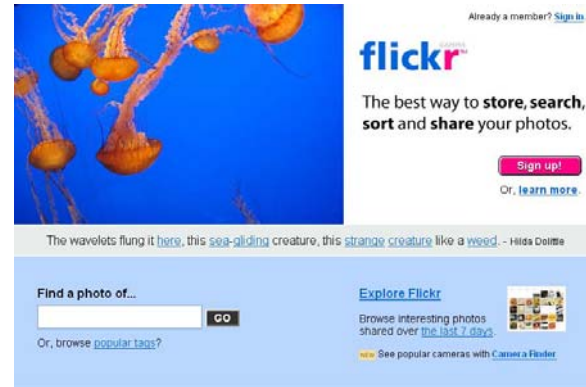 Already a member? Sign in.
flickr GAMMA
The best way to store, search,
sort and share your photos.
Sign up!
Or, learn more.
The wavelets flung it here, this sea-gliding creature, this strange creature like a weed. - Hilda Dolittle
Find a photo of...
GO
Or, browse popular tags?
Explore Flickr
Browse interesting photos
shared over the last 7 days.
NEW See popular cameras with Camera Finder